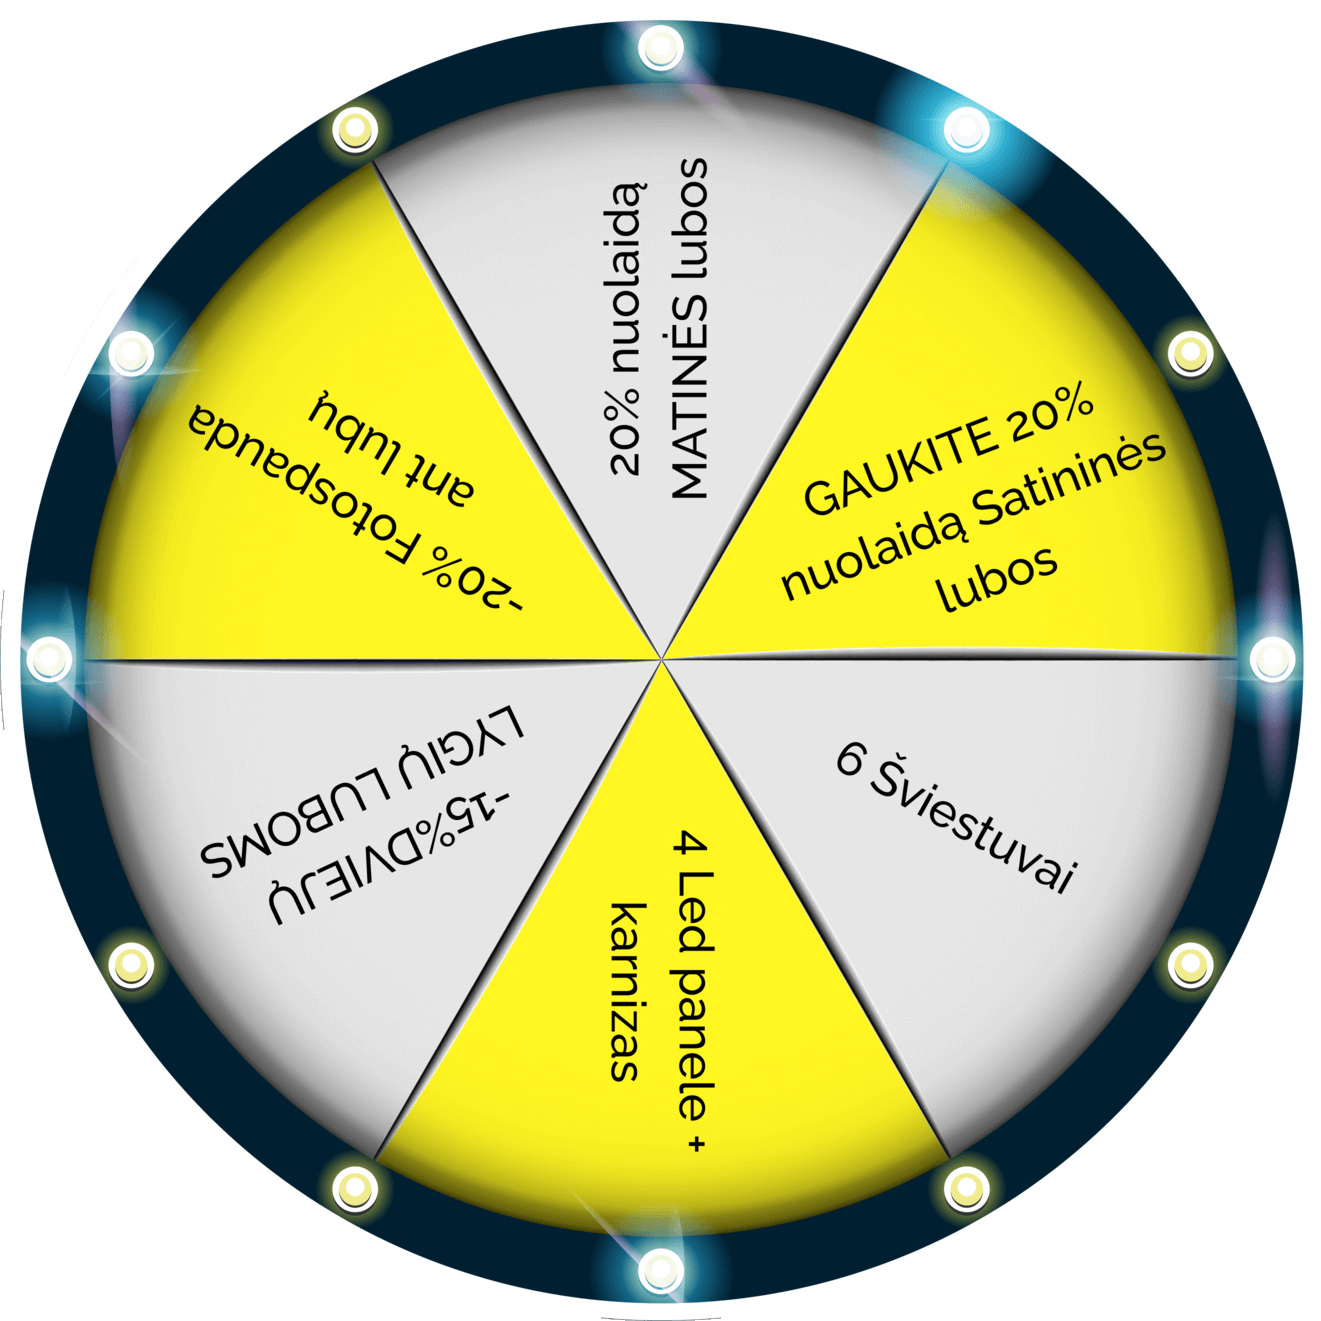 20% nuolaidą
MATINĖS lubos
GAUKITE 20%
nuolaidą Satininės
lubos
6 Šviestuvai
4 Led panele +
karnizas
-15%DVIEJŲ
LYGIŲ LUBOMS
-20% Fotospauda
ant lubų